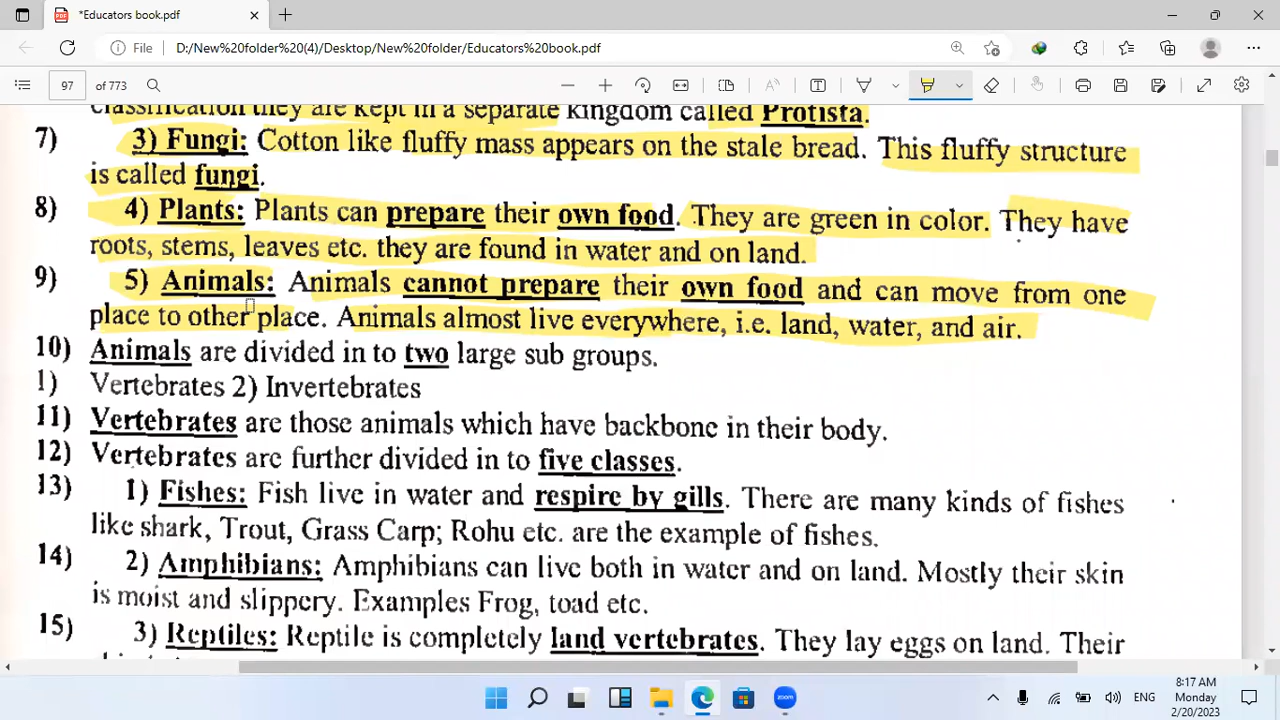 *Educators book.pdf
File D:/New%20folder%20(4)/Desktop/New%20folder/Educators%20book.pdf
97 of 773
classification they are kept in a separate kingdom called Protista.
7) 3) Fungi: Cotton like fluffy mass appears on the stale bread. This fluffy structure
is called fungi.
8) 4) Plants: Plants can prepare their own food. They are green in color. They have
roots, stems, leaves etc. they are found in water and on land.
9) 5) Animals: Animals cannot prepare their own food and can move from one
place to other place. Animals almost live everywhere, i.e. land, water, and air.
10) Animals are divided in to two large sub groups.
1) Vertebrates 2) Invertebrates
11) Vertebrates are those animals which have backbone in their body.
12) Vertebrates are further divided in to five classes.
13) 1) Fishes: Fish live in water and respire by gills. There are many kinds of fishes
like shark, Trout, Grass Carp; Rohu etc. are the example of fishes.
14) 2) Amphibians: Amphibians can live both in water and on land. Mostly their skin
is moist and slippery. Examples Frog, toad etc.
15) 3) Reptiles: Reptile is completely land vertebrates. They lay eggs on land. Their
zoom
ENG
8:17 AM
Monday
2/20/2023